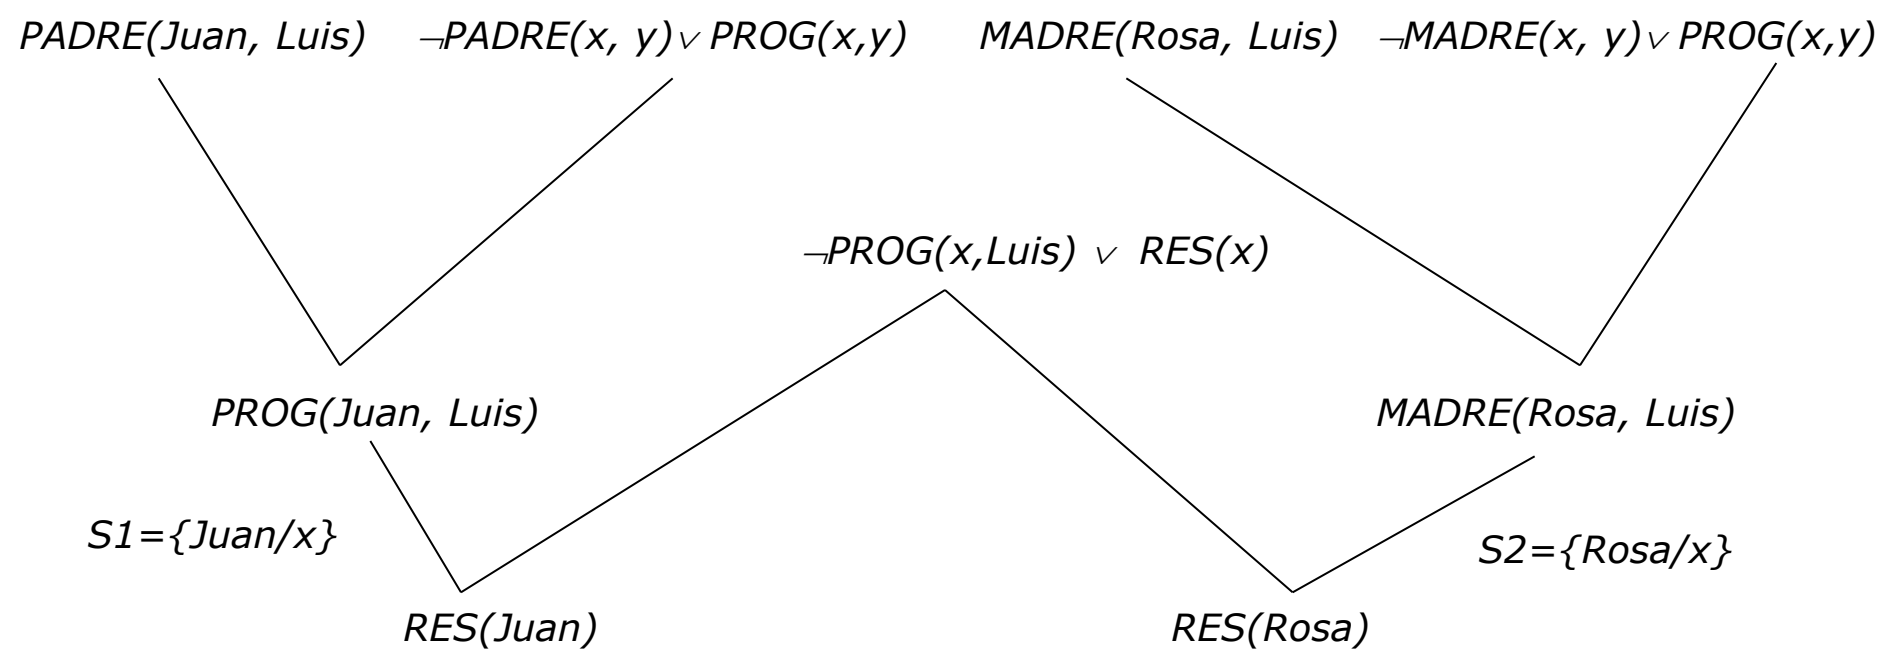 PADRE(Juan, Luis) ¬PADRE(x, y)∨ PROG(x,y) MADRE(Rosa, Luis) ¬MADRE(x, y)∨ PROG(x,y)
¬PROG(x,Luis) ∨ RES(x)
PROG(Juan, Luis) MADRE(Rosa, Luis)
S1={Juan/x} S2={Rosa/x}
RES(Juan) RES(Rosa)